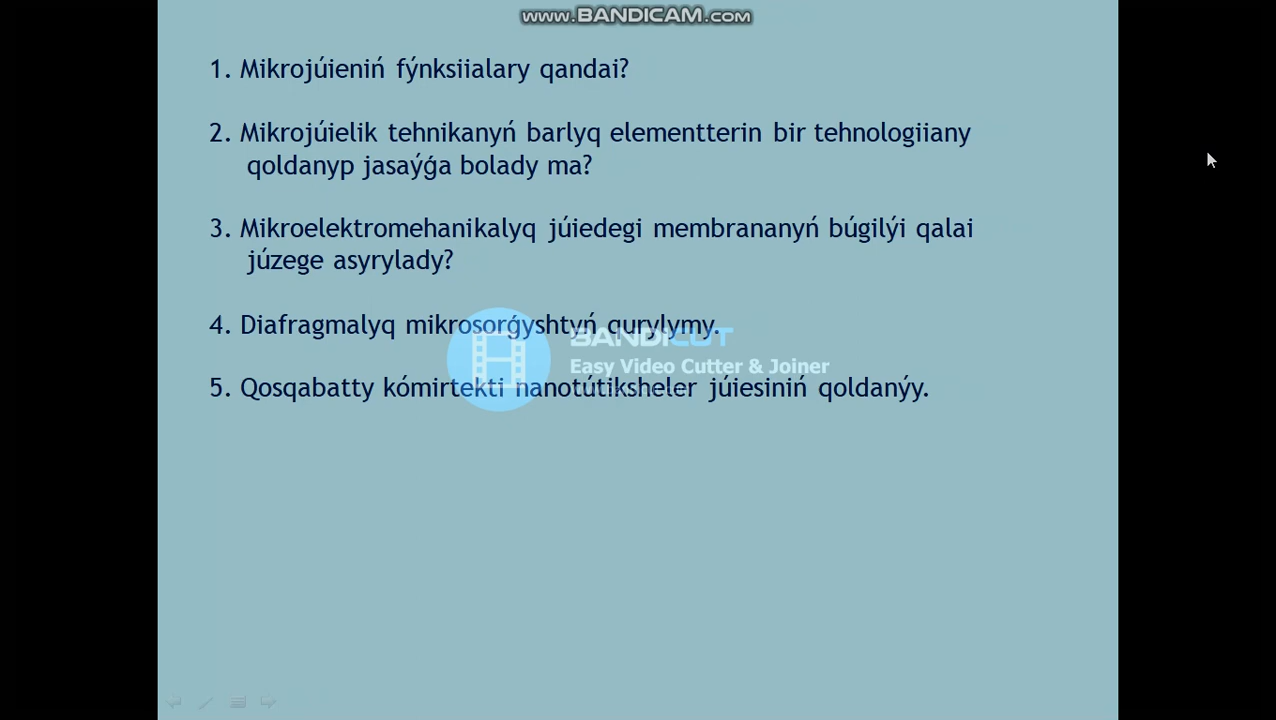 www.BANDICAM.com
1. Mikrojúieniń fýnksiialary qandai?
2. Mikrojúielik tehnikanyń barlyq elementterin bir tehnologiiany
qoldanyp jasaýǵa bolady ma?
3. Mikroelektromehanikalyq júiedegi membrananyń búgilýi qalai
júzege asyrylady?
4. Diafragmalyq mikrosorǵyshtyń qurylymy.
BANDICUT
Easy Video Cutter & Joiner
5. Qosqabatty kómirtekti nanotútiksheler júiesiniń qoldanýy.